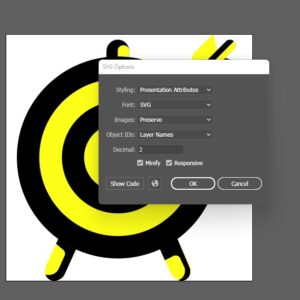 SVG Options
Styling: Presentation Attributes
Font: SVG
Images: Preserve
Object IDs: Layer Names
Decimal: 2
Minify Responsive
Show Code OK Cancel